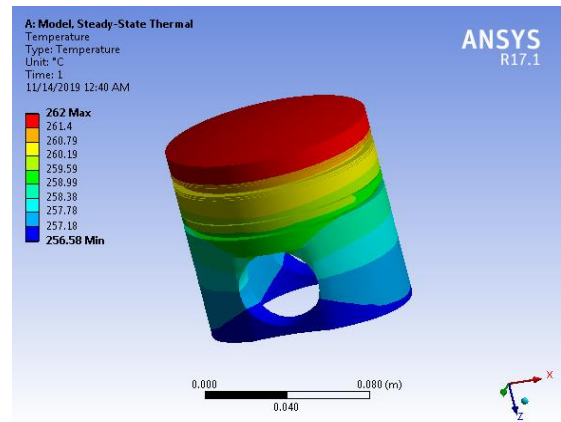 A: Model, Steady-State Thermal
Temperature
Type: Temperature
Unit: °C
Time: 1
11/14/2019 12:40 AM
ANSYS
R17.1
262 Max
261.4
260.79
260.19
259.59
258.99
258.38
257.78
257.18
256.58 Min
0.000
0.080 (m)
0.040
X
Z